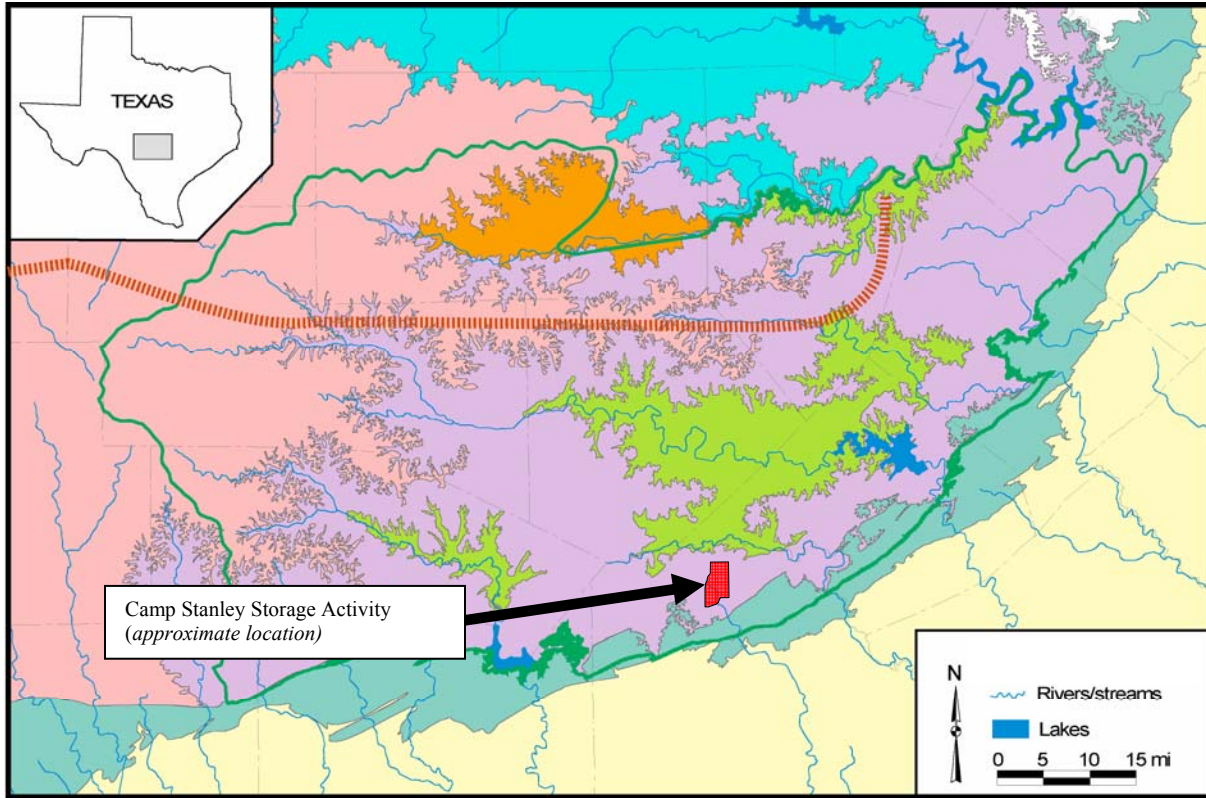 TEXAS
Camp Stanley Storage Activity
(approximate location)
N
Rivers/streams
Lakes
0 5 10 15 mi